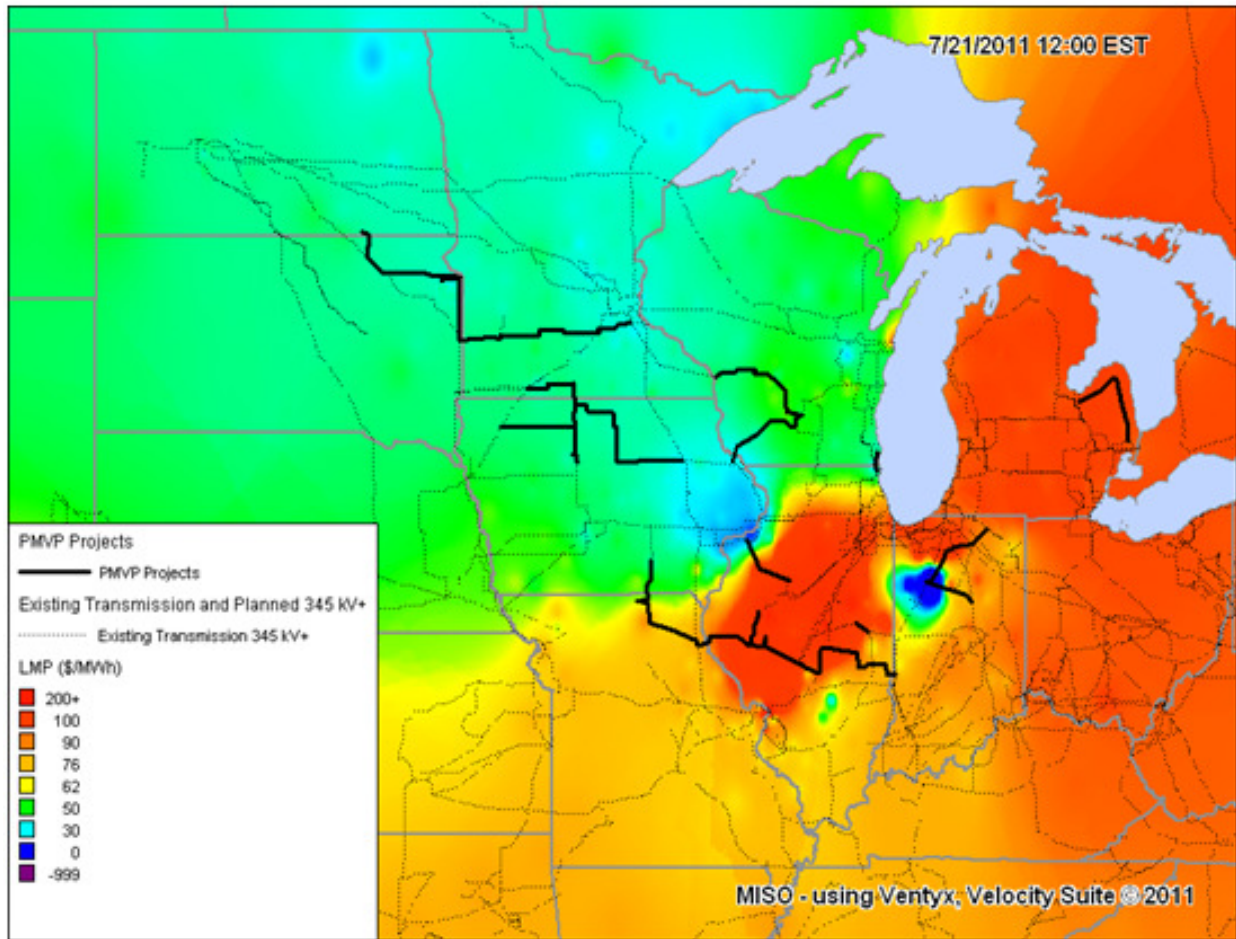 7/21/2011 12:00 EST
PMVP Projects
PMVP Projects
Existing Transmission and Planned 345 kV+
Existing Transmission 345 kV+
LMP ($/MWh)
200+
100
90
76
62
50
30
0
-999
MISO - using Ventyx, Velocity Suite © 2011